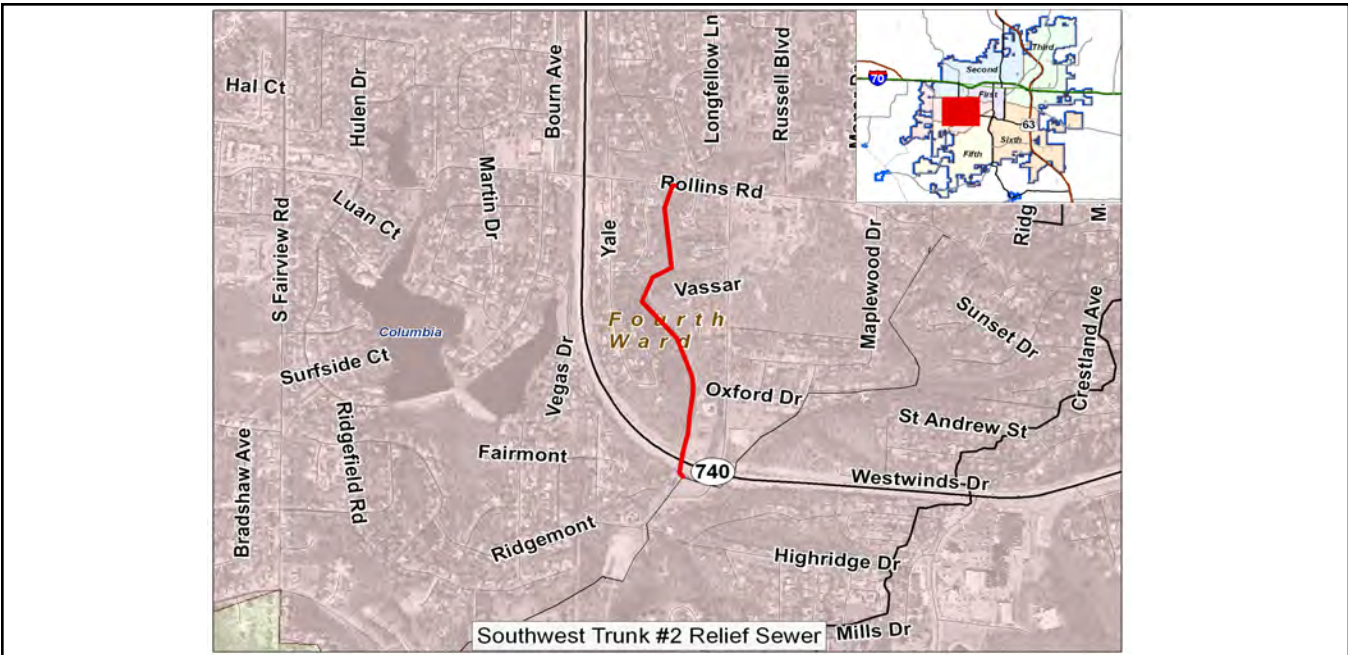 Hal Ct
Hulen Dr
Bourn Ave
Longfellow Ln
Russell Blvd
70
Second
Third
First
63
Sixth
Fifth
Martin Dr
Rollins Rd
Luan Ct
S Fairview Rd
Yale
Maplewood Dr
Ridg
M
Vassar
Columbia
Fourth
Ward
Sunset Dr
Crestland Ave
Surfside Ct
Vegas Dr
Oxford Dr
St Andrew St
Bradshaw Ave
Ridgefield Rd
Fairmont
740
Westwinds Dr
Ridgemont
Highridge Dr
Southwest Trunk #2 Relief Sewer
Mills Dr